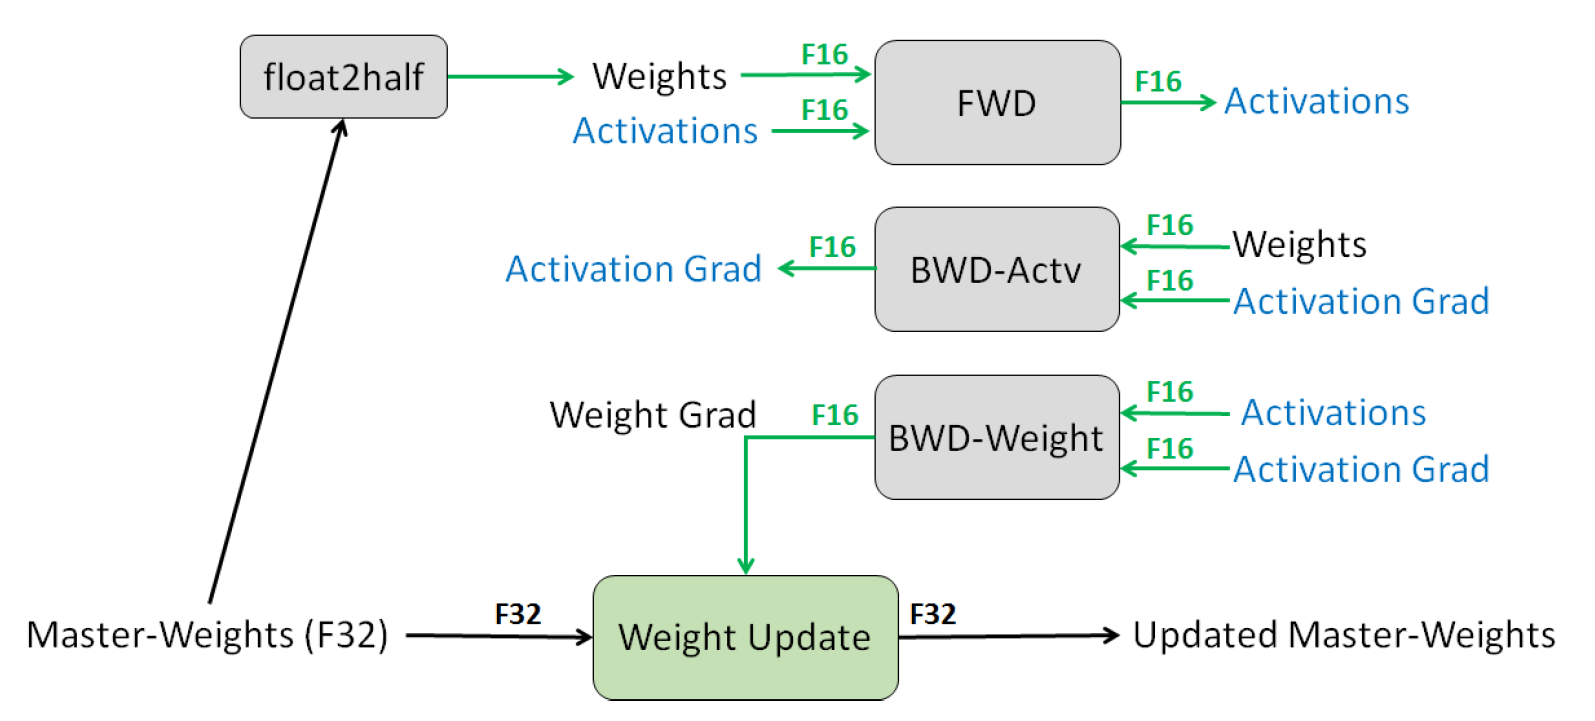 float2half
Weights
F16
Activations
F16
FWD
F16
Activations
Activation Grad
F16
BWD-Actv
F16
Weights
F16
Activation Grad
Weight Grad
F16
BWD-Weight
F16
Activations
F16
Activation Grad
Master-Weights (F32)
F32
Weight Update
F32
Updated Master-Weights